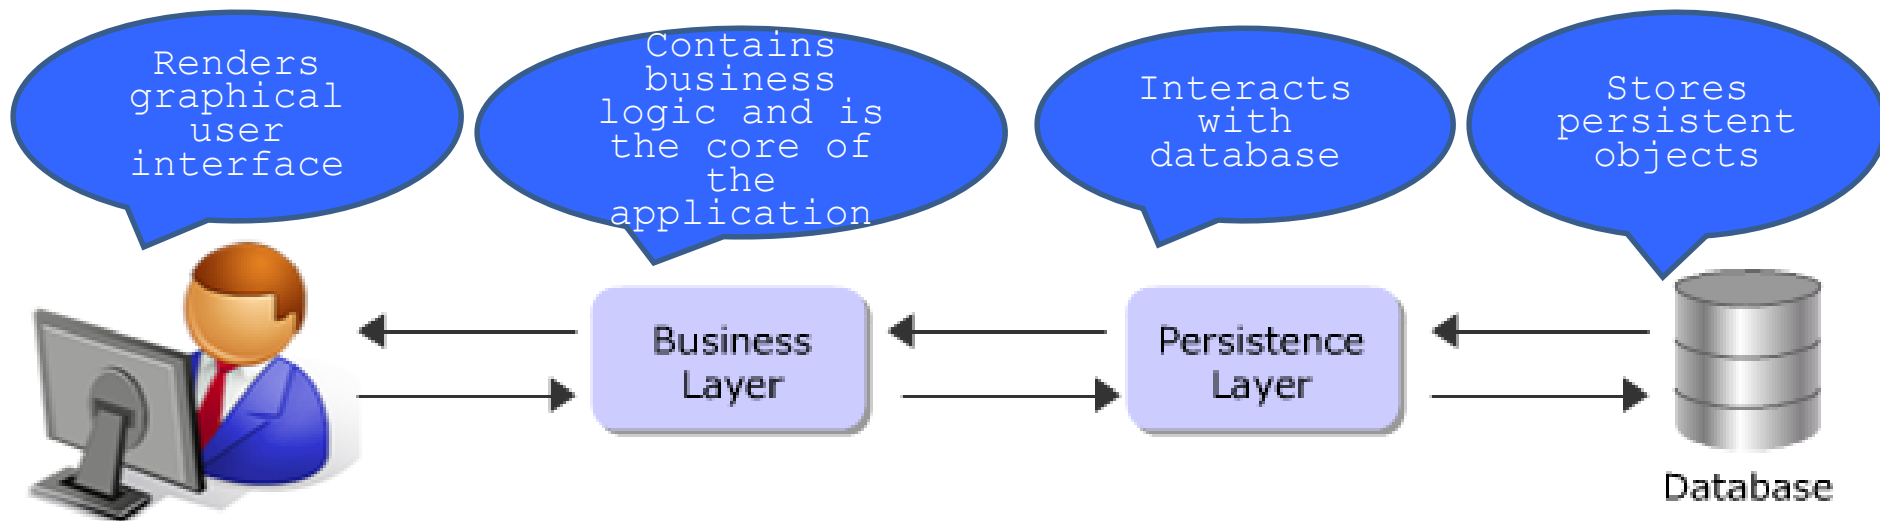 Renders
graphical
user
interface
Contains
business
logic and is
the core of
the
application
Interacts
with
database
Stores
persistent
objects
Business
Layer
Persistence
Layer
Database